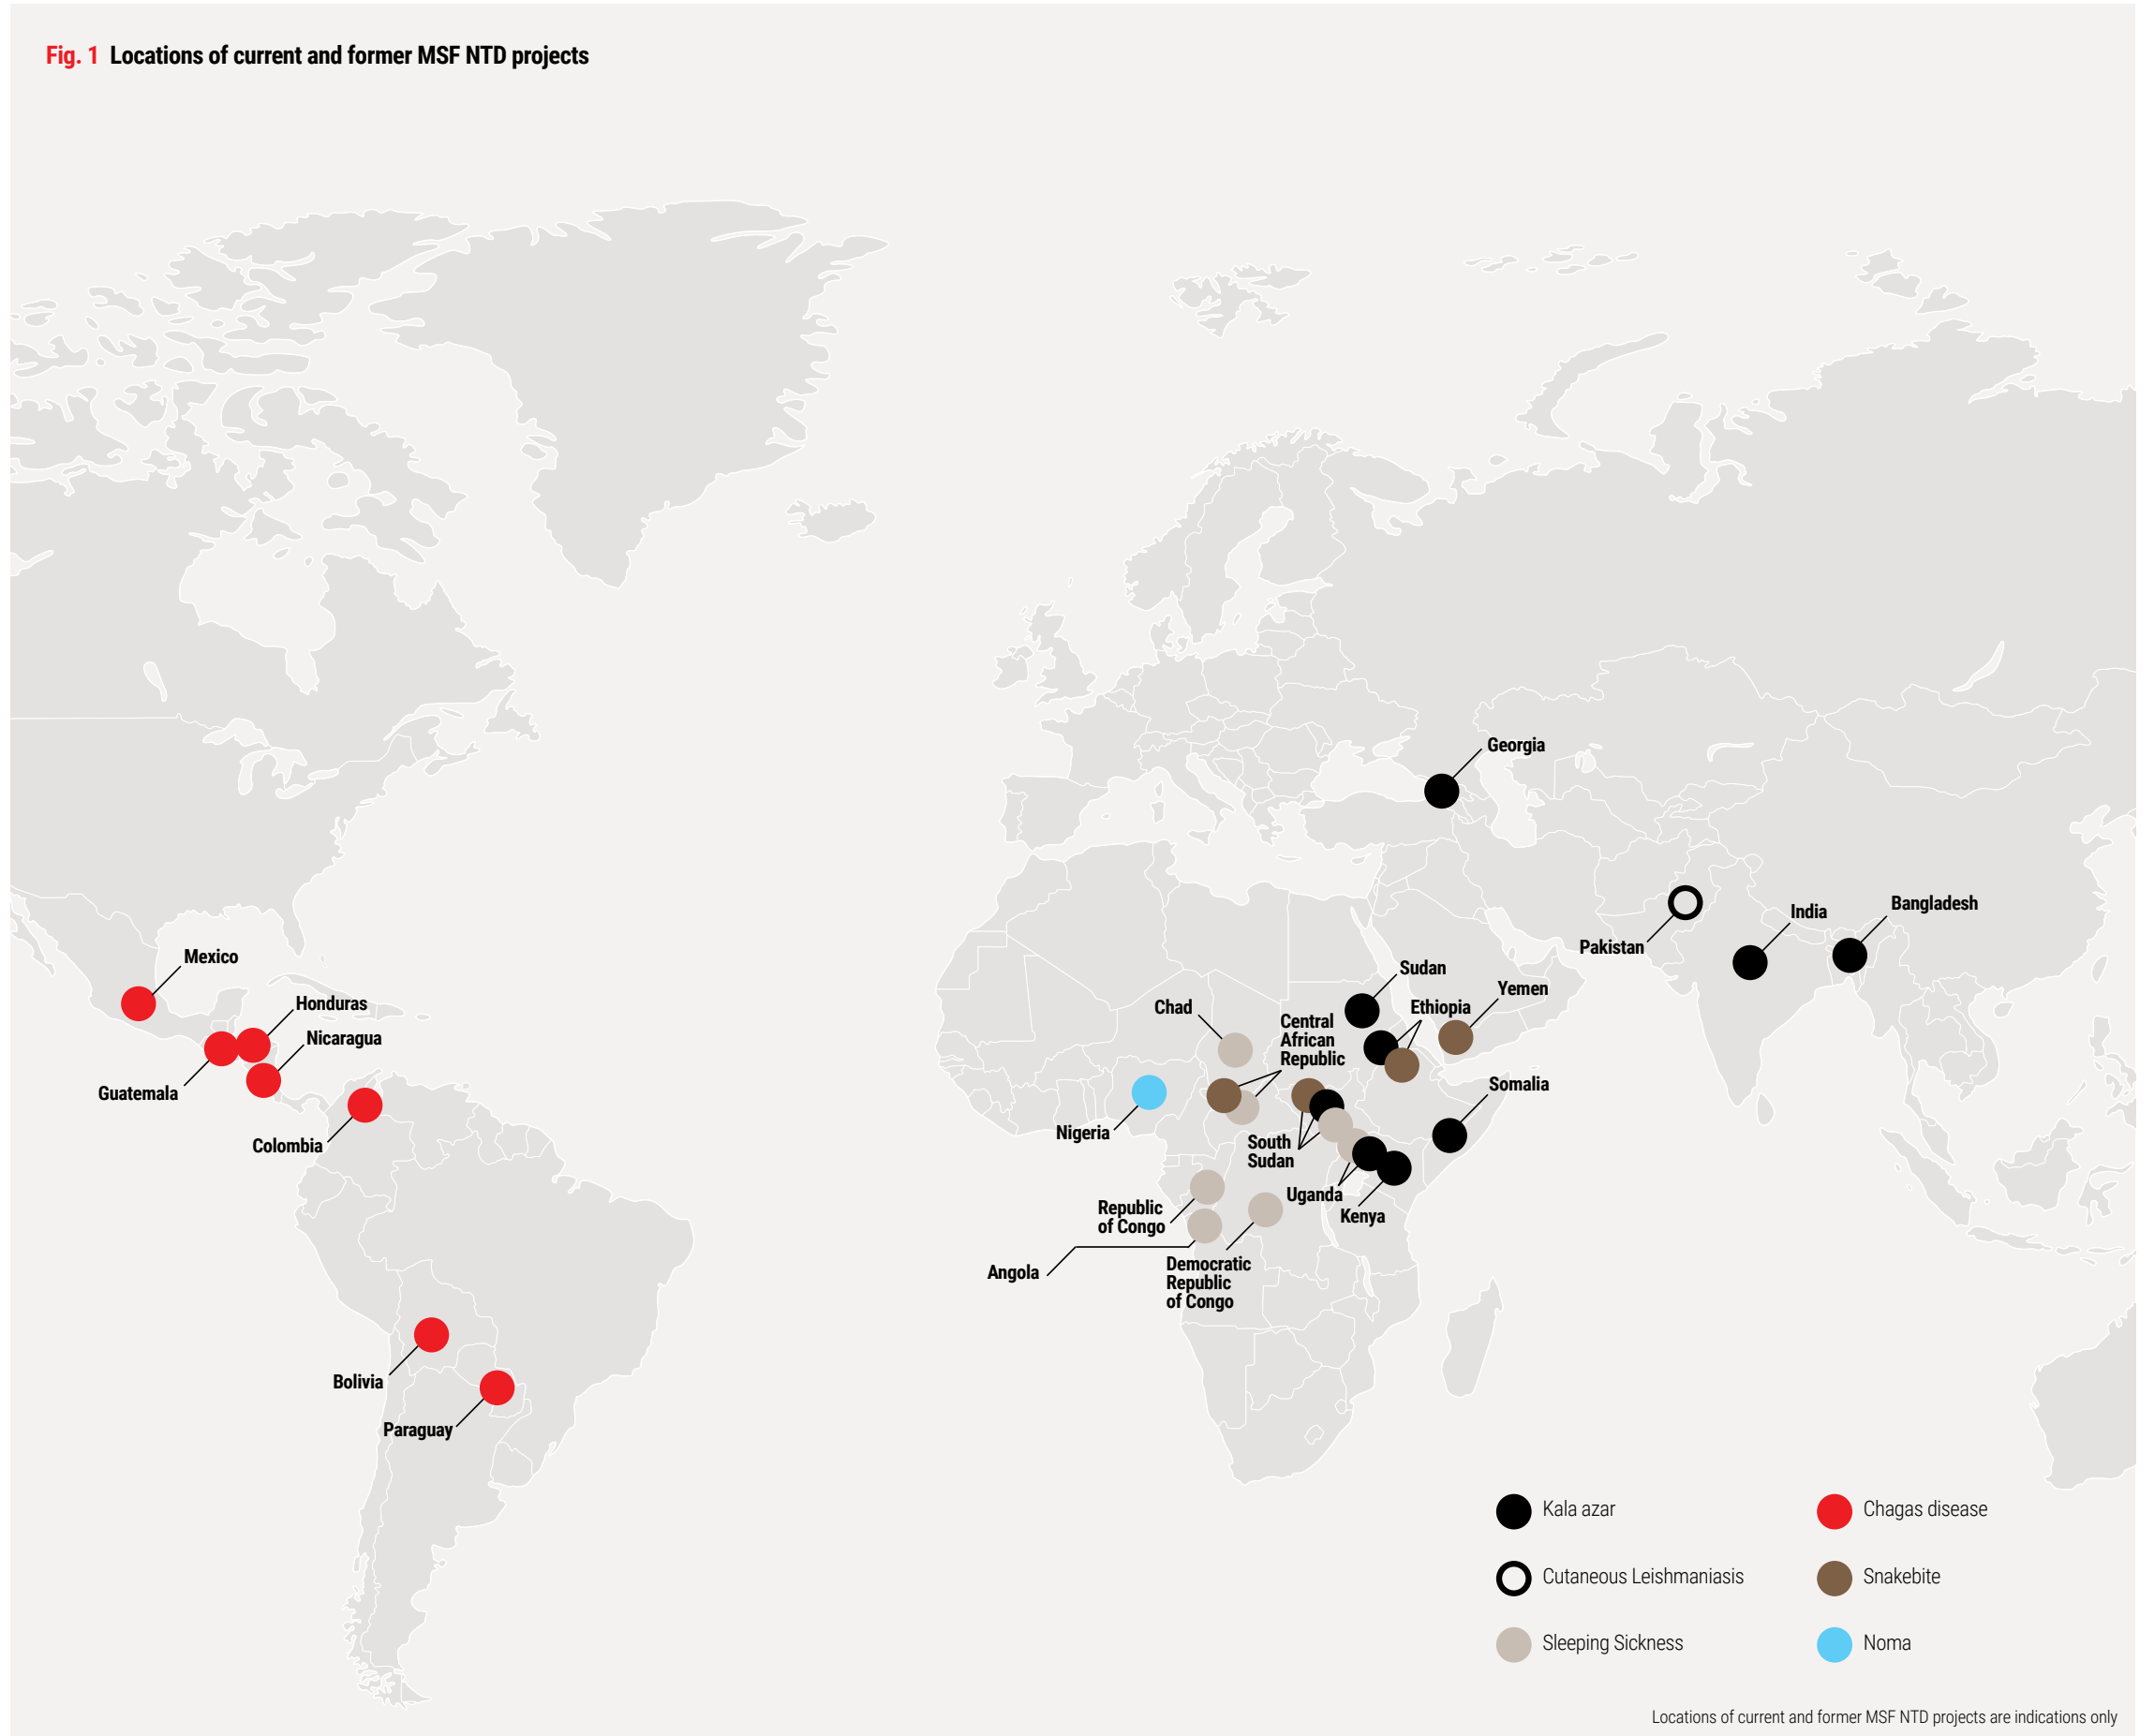 Fig. 1 Locations of current and former MSF NTD projects
Georgia
Bangladesh
India
Pakistan
Mexico
Sudan
Yemen
Honduras
Chad
Ethiopia
Central
African
Republic
Nicaragua
Guatemala
Somalia
Nigeria
Colombia
South
Sudan
Uganda
Republic
of Congo
Kenya
Angola
Democratic
Republic
of Congo
Bolivia
Paraguay
Kala azar
Chagas disease
Cutaneous Leishmaniasis
Snakebite
Sleeping Sickness
Noma
Locations of current and former MSF NTD projects are indications only